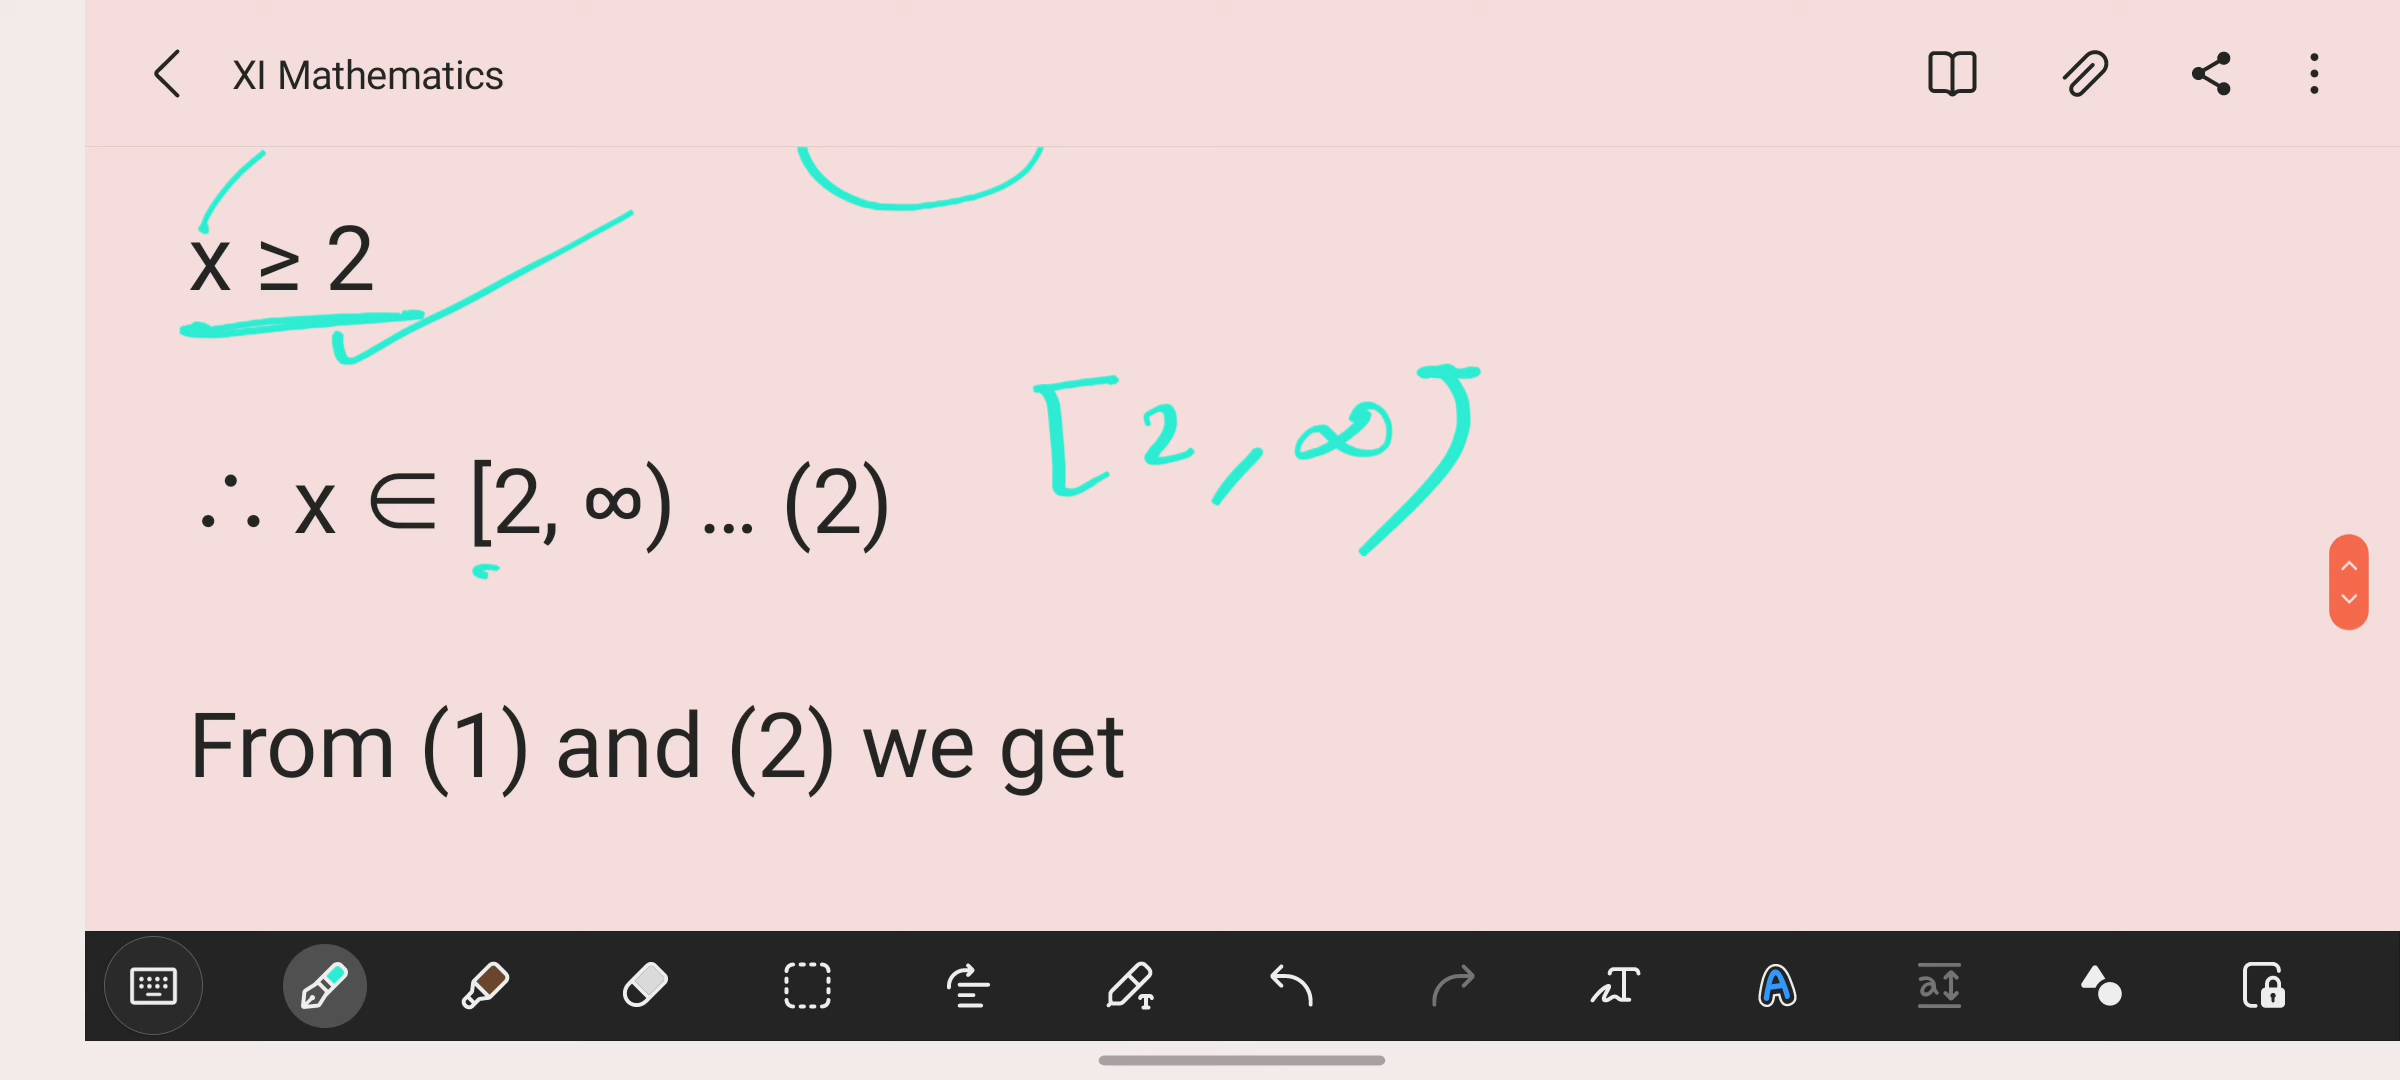 XI Mathematics
x ≥ 2
[2, ∞)
∴ x ∈ [2, ∞) ... (2)
From (1) and (2) we get